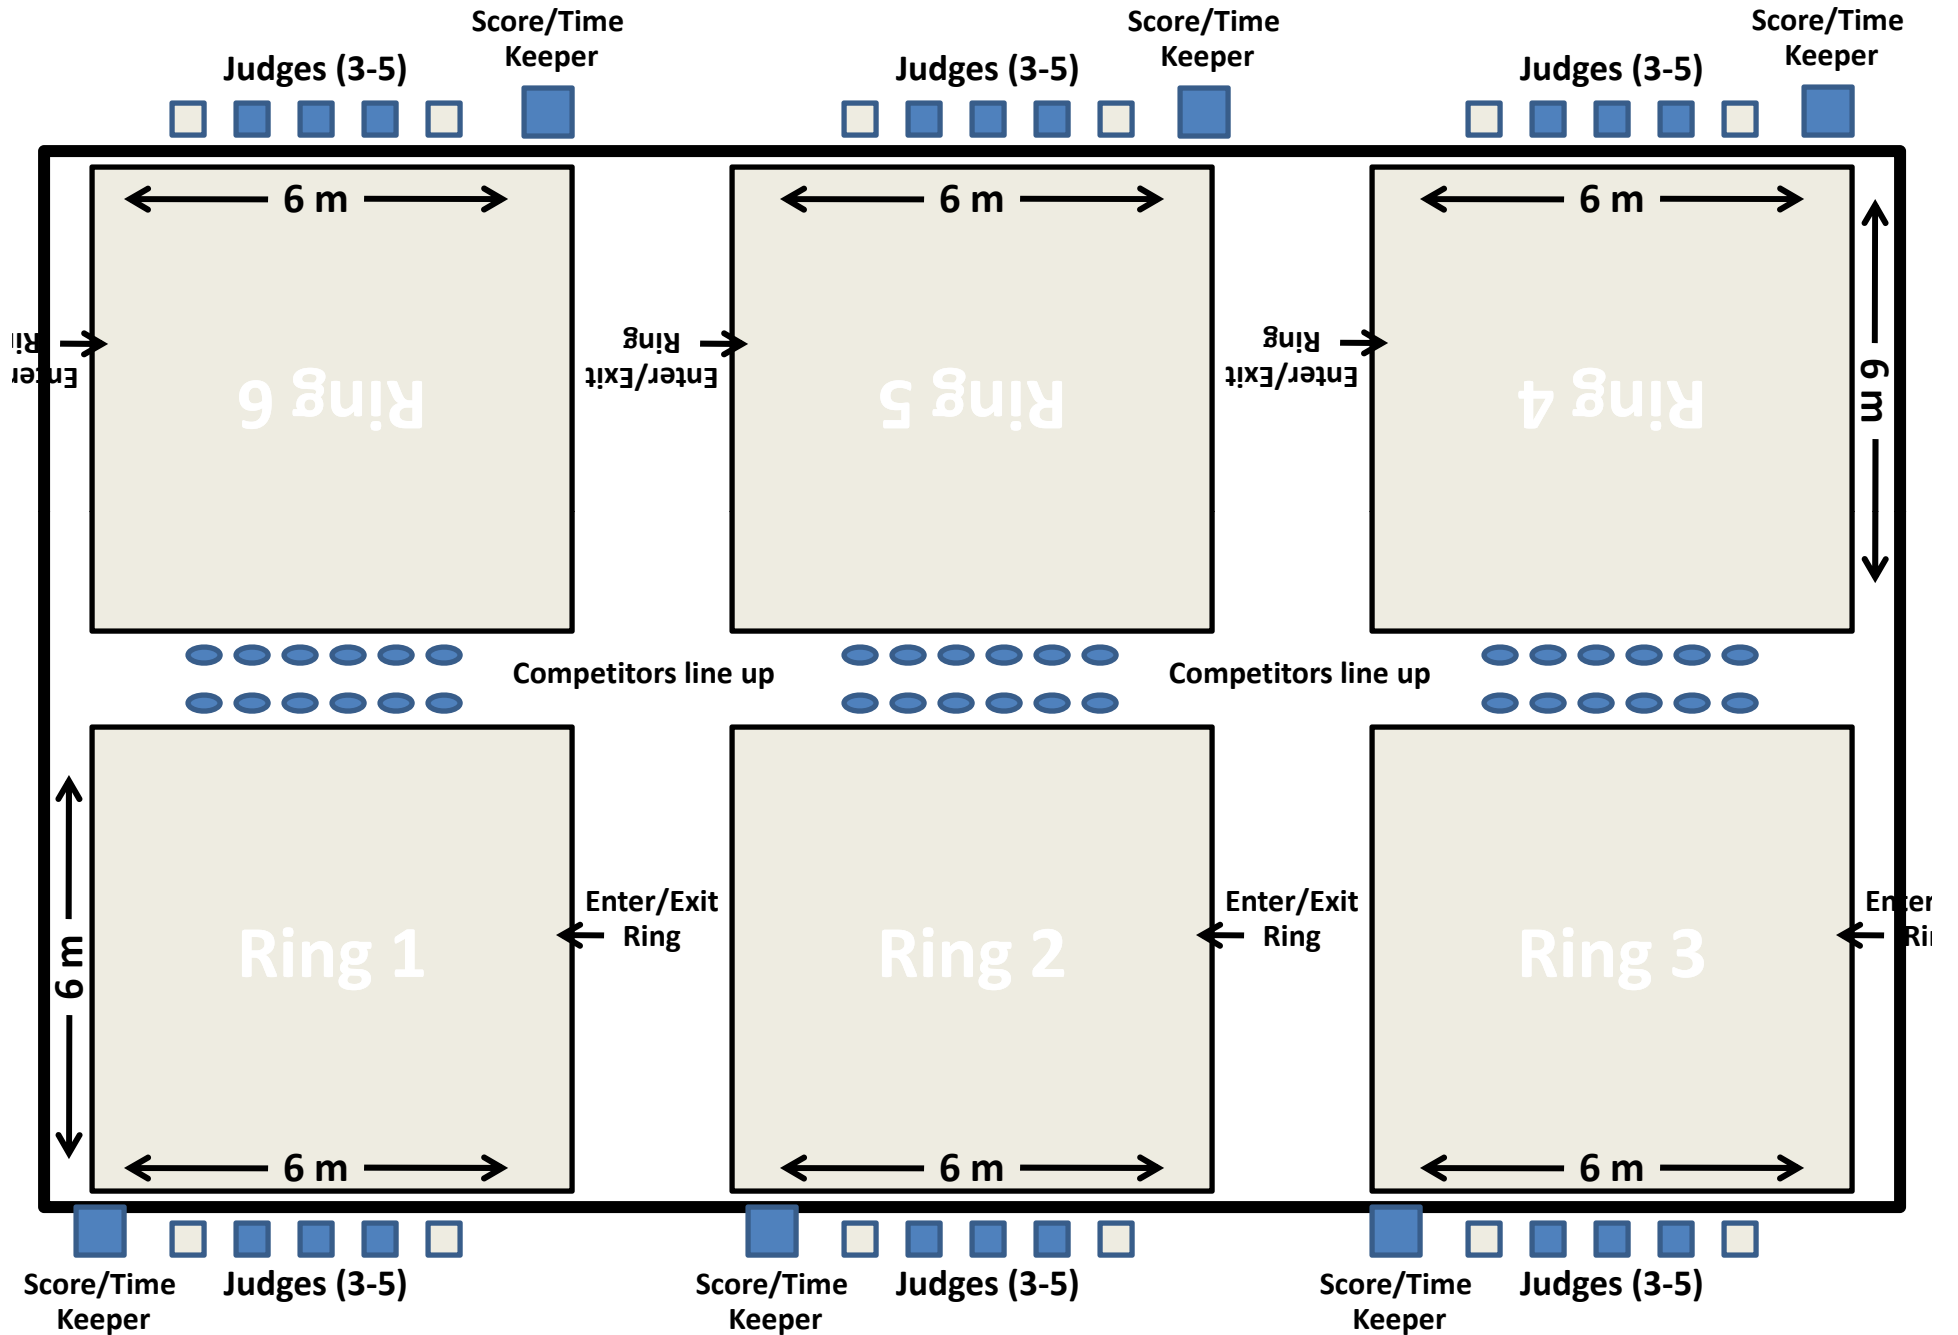 Score/Time
Keeper
Judges (3-5)
Score/Time
Keeper
Judges (3-5)
Score/Time
Keeper
Judges (3-5)
6 m
6 m
6 m
6 m
Enter
Ring 6
Enter/Exit
Ring
Ring 5
Enter/Exit
Ring
Ring 4
Competitors line up
Competitors line up
6 m
Ring 1
Enter/Exit
Ring
Ring 2
Enter/Exit
Ring
Ring 3
Enter
6 m
6 m
6 m
Score/Time
Keeper
Judges (3-5)
Score/Time
Keeper
Judges (3-5)
Score/Time
Keeper
Judges (3-5)